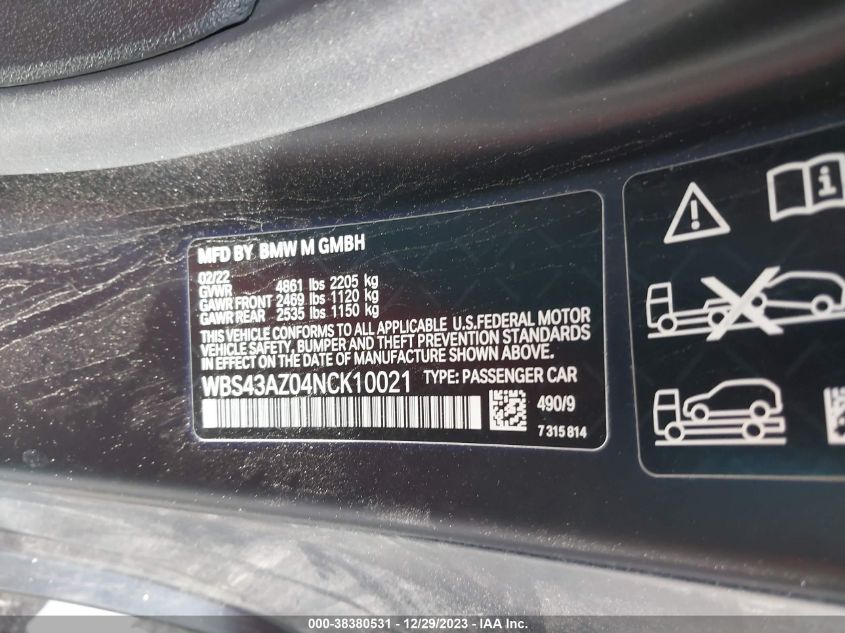 MFD BY BMW M GMBH
02/22
GVWR 4861 lbs 2205 kg
GAWR FRONT 2469 lbs 1120 kg
GAWR REAR 2535 lbs 1150 kg
THIS VEHICLE CONFORMS TO ALL APPLICABLE U.S.FEDERAL MOTOR
VEHICLE SAFETY, BUMPER AND THEFT PREVENTION STANDARDS
IN EFFECT ON THE DATE OF MANUFACTURE SHOWN ABOVE.
WBS43AZ04NCK10021 TYPE: PASSENGER CAR
490/9
7 315 814
000-38380531 - 12/29/2023 - IAA Inc.